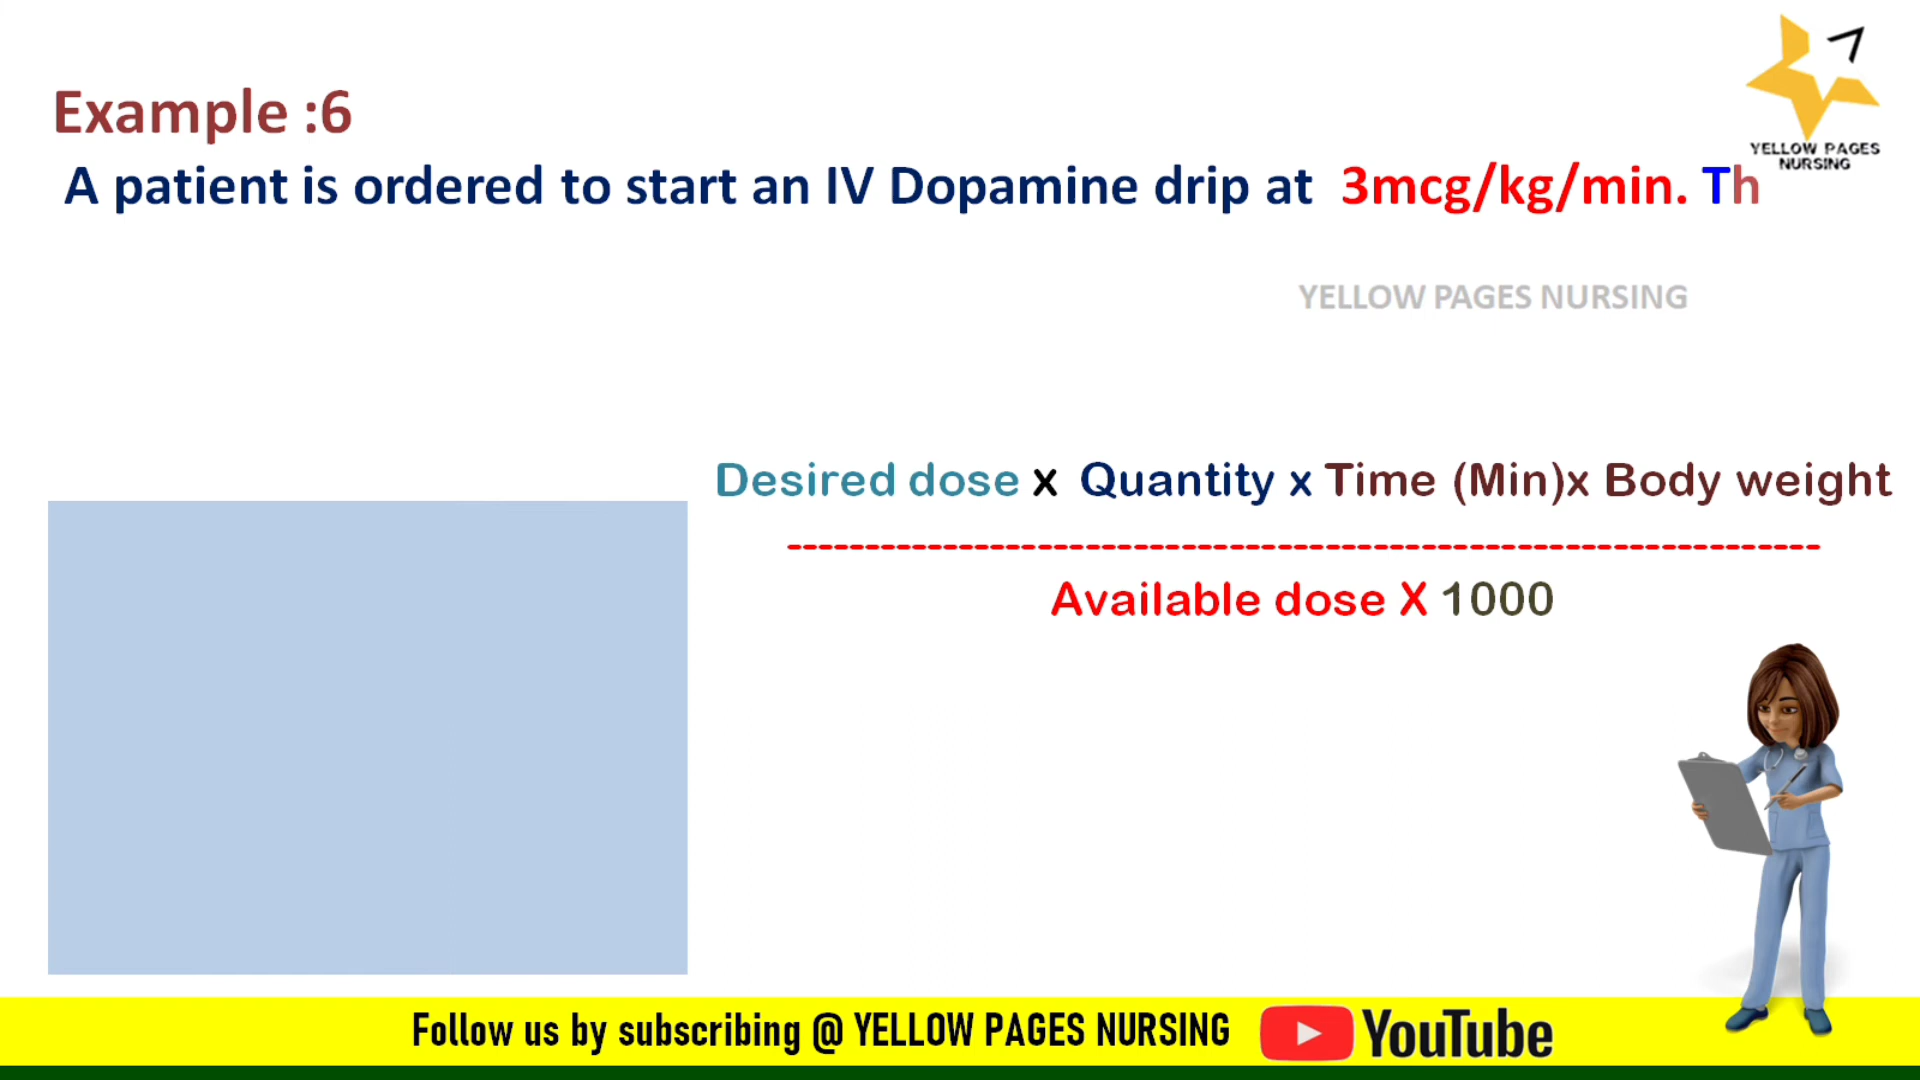 YELLOW PAGES
NURSING
Example :6
A patient is ordered to start an IV Dopamine drip at 3mcg/kg/min. Th
YELLOW PAGES NURSING
Desired dose x Quantity x Time (Min)x Body weight
------------------------------------------------------------------
Available dose X 1000
Follow us by subscribing @ YELLOW PAGES NURSING YouTube